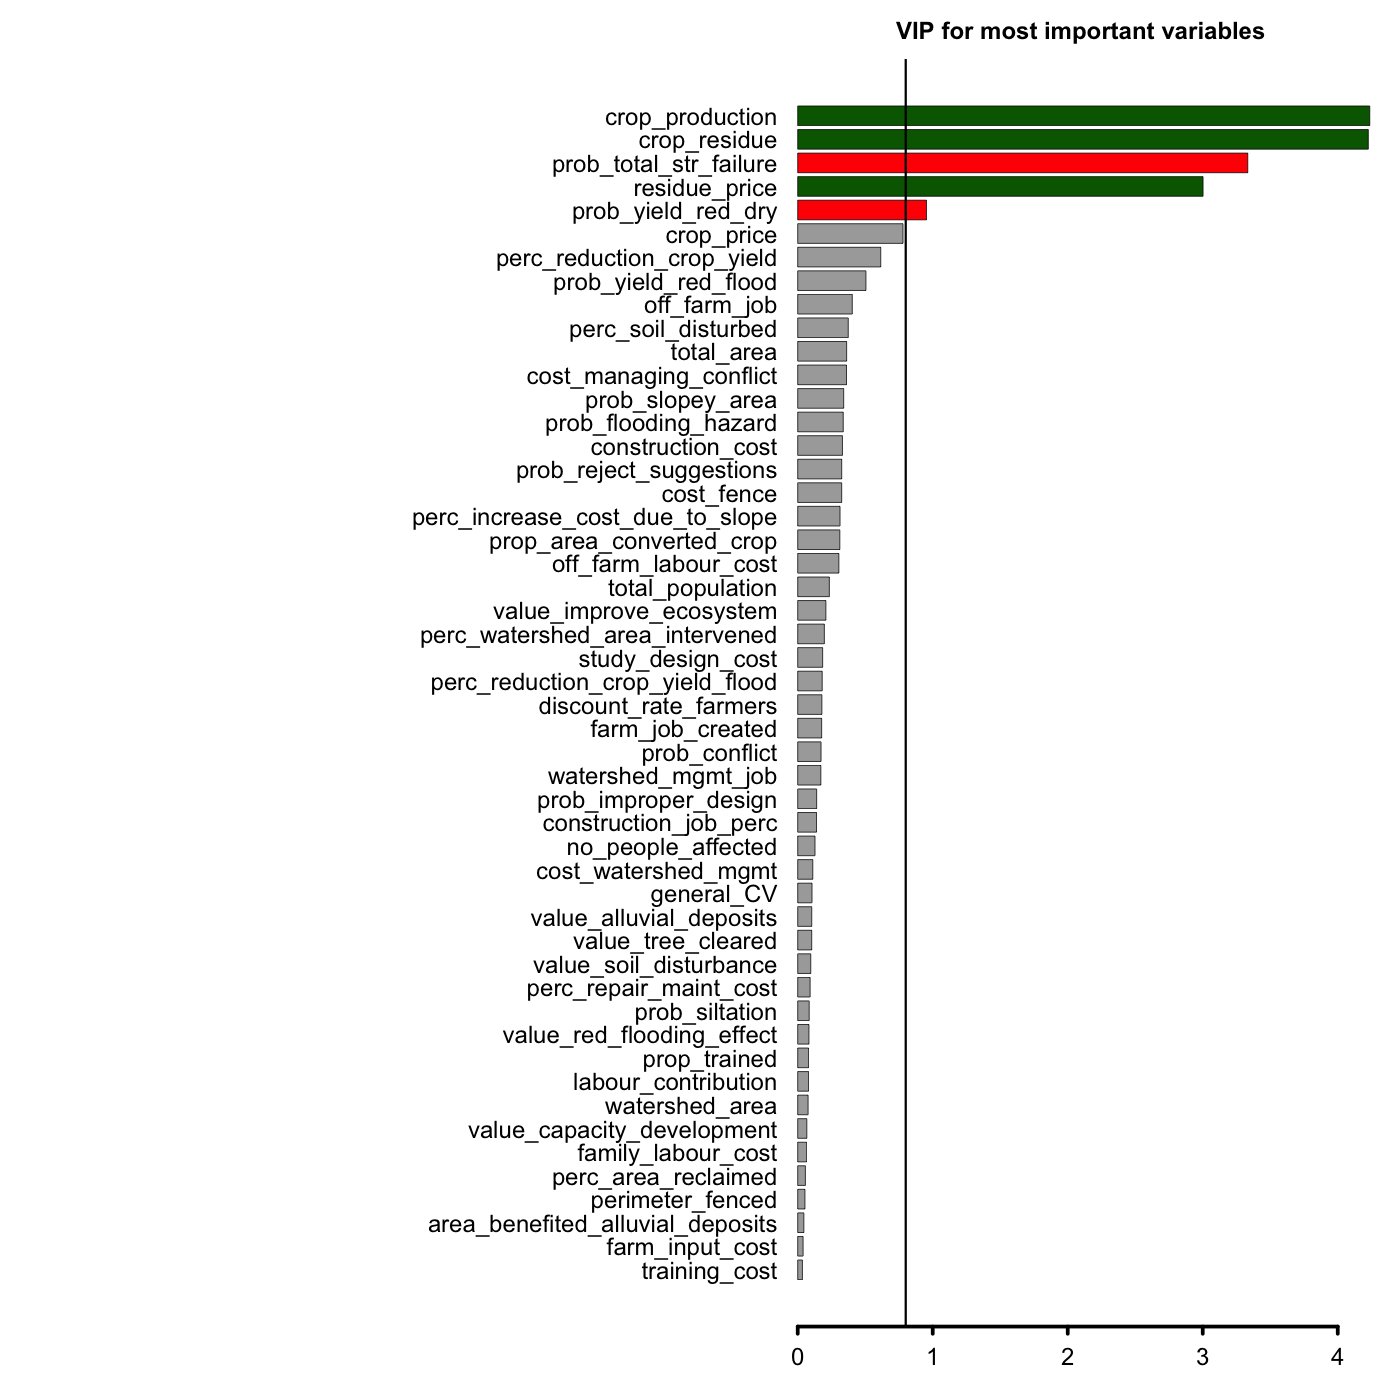 VIP for most important variables
crop_production
crop_residue
prob_total_str_failure
residue_price
prob_yield_red_dry
crop_price
perc_reduction_crop_yield
prob_yield_red_flood
off_farm_job
perc_soil_disturbed
total_area
cost_managing_conflict
prob_slopey_area
prob_flooding_hazard
construction_cost
prob_reject_suggestions
cost_fence
perc_increase_cost_due_to_slope
prop_area_converted_crop
off_farm_labour_cost
total_population
value_improve_ecosystem
perc_watershed_area_intervened
study_design_cost
perc_reduction_crop_yield_flood
discount_rate_farmers
farm_job_created
prob_conflict
watershed_mgmt_job
prob_improper_design
construction_job_perc
no_people_affected
cost_watershed_mgmt
general_CV
value_alluvial_deposits
value_tree_cleared
value_soil_disturbance
perc_repair_maint_cost
prob_siltation
value_red_flooding_effect
prop_trained
labour_contribution
watershed_area
value_capacity_development
family_labour_cost
perc_area_reclaimed
perimeter_fenced
area_benefited_alluvial_deposits
farm_input_cost
training_cost
0 1 2 3 4